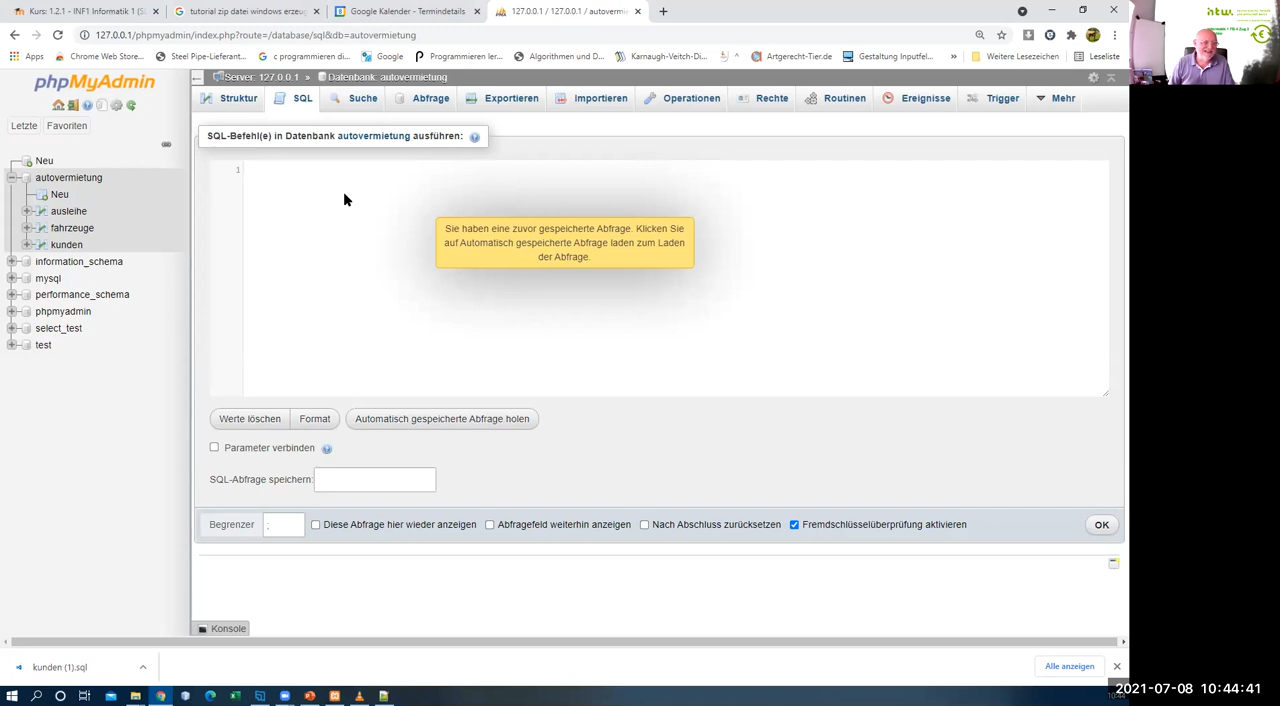 Kurs: 1.2.1 - INF1 Informatik 1 (S
tutorial zip datei windows erzeug
Google Kalender - Termindetails
127.0.0.1 / 127.0.0.1 / autovermie
127.0.0.1/phpmyadmin/index.php?route=/database/sql&db=autovermietung
Apps
Chrome Web Store...
Stahl Pipe-Lieferant...
c programmieren di...
Google
Programmieren ler...
Algorithmen und D...
Karnaugh-Veitch-Di...
Artgerecht-Tier.de
Gestaltung Inputfel...
»
Weitere Lesezeichen
Leseliste
phpMyAdmin
Letzte
Favoriten
Neu
autovermietung
Neu
ausleihe
fahrzeuge
kunden
information_schema
mysql
performance_schema
phpmyadmin
select_test
test
Server: 127.0.0.1 » Datenbank: autovermietung
Struktur
SQL
Suche
Abfrage
Exportieren
Importieren
Operationen
Rechte
Routinen
Ereignisse
Trigger
Mehr
SQL-Befehl(e) in Datenbank autovermietung ausführen:
1
Sie haben eine zuvor gespeicherte Abfrage. Klicken Sie
auf Automatisch gespeicherte Abfrage laden zum Laden
der Abfrage.
Werte löschen
Format
Automatisch gespeicherte Abfrage holen
Parameter verbinden
SQL-Abfrage speichern:
Begrenzer
;
Diese Abfrage hier wieder anzeigen
Abfragefeld weiterhin anzeigen
Nach Abschluss zurücksetzen
Fremdschlüsselüberprüfung aktivieren
OK
Konsole
kunden (1).sql
Alle anzeigen
htw
2021-07-08 10:44:41